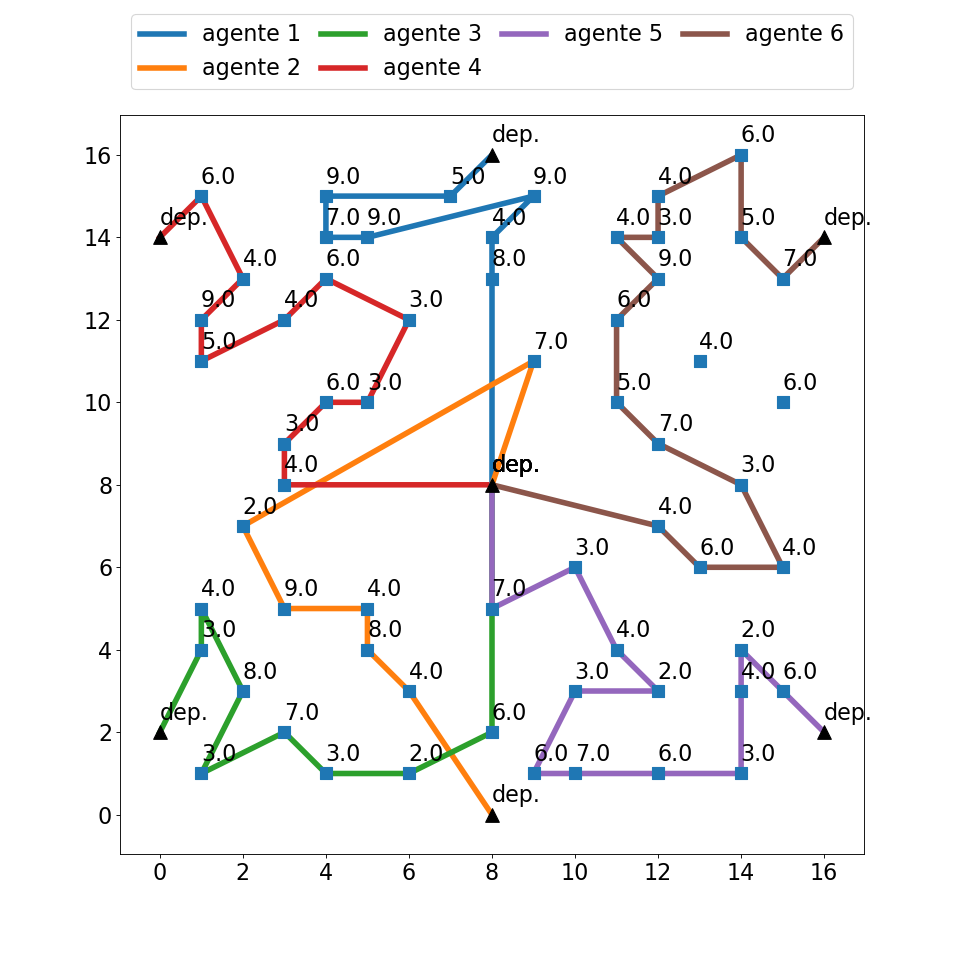 agente 1 agente 3 agente 5 agente 6
agente 2 agente 4
dep. 6.0
6.0 9.0 5.0 9.0 4.0
16
dep. 7.0 9.0 4.0 4.0 3.0 5.0 dep.
14
4.0 6.0 8.0 9.0 7.0
9.0 4.0 3.0 6.0
12
5.0 7.0 4.0
6.0 3.0 5.0 6.0
10
3.0 7.0
4.0 dep. 3.0
8
2.0 4.0
3.0 6.0 4.0
6
4.0 9.0 4.0 7.0
3.0 8.0 4.0 2.0
4
8.0 4.0 3.0 2.0 4.0 6.0
dep. 7.0 6.0 dep.
2
3.0 3.0 2.0 6.0 7.0 6.0 3.0
dep.
0
0 2 4 6 8 10 12 14 16